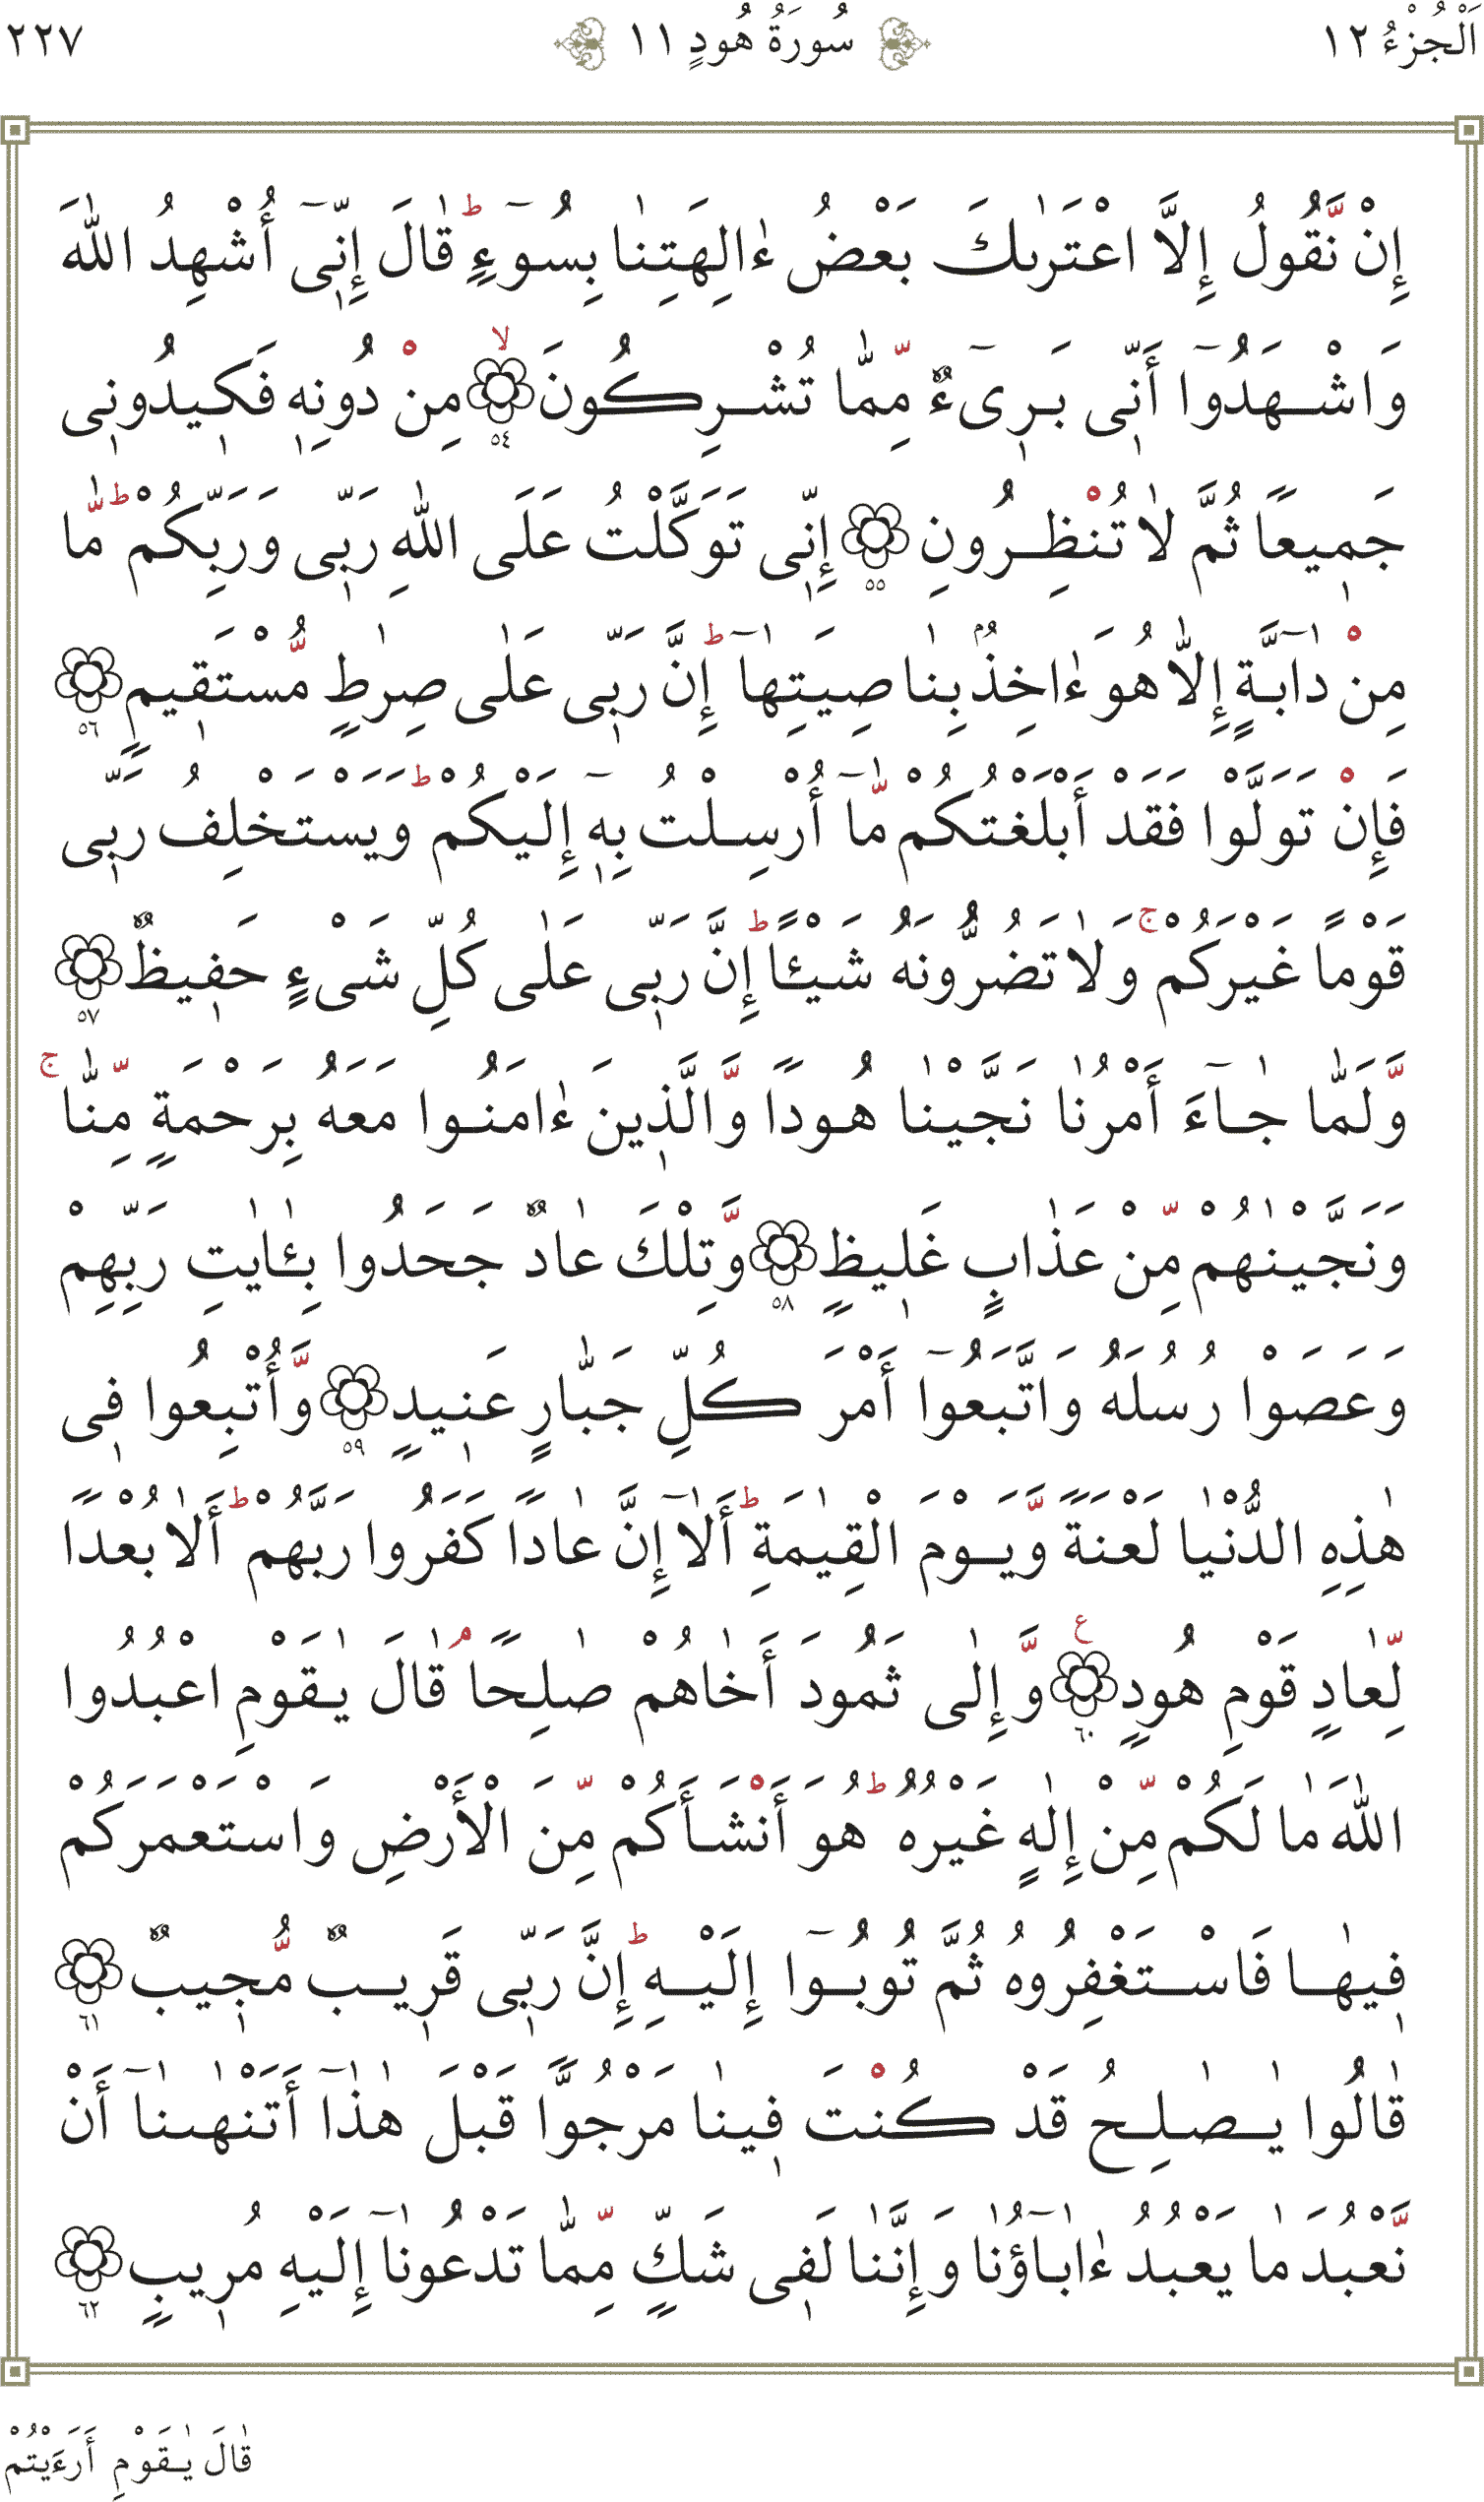 اَلْجُزْءُ ١٢ سُورَةُ هُودٍ ١١ ٢٢٧
إِنْ نَّقُولُ إِلَّا اعْتَرٰىكَ بَعْضُ ءٰالِهَتِنٰا بِسُوٓءٍ ۗ قٰالَ إِنِّىٓ أُشْهِدُ اللّٰهَ
وَاشْهَدُوٓا أَنِّى بَرِىٓءٌ مِّمّٰا تُشْرِكُونَ ۙ ٥٤ مِنْ دُونِهٖ فَكِيدُونِى
جَمِيعًا ثُمَّ لٰا تُنْظِرُونِ ٥٥ إِنِّى تَوَكَّلْتُ عَلَى اللّٰهِ رَبِّى وَرَبِّكُمْ ۗ مّٰا
مِنْ دٰآبَّةٍ إِلّٰا هُوَ ءٰاخِذٌ بِنٰاصِيَتِهٰآ ۗ إِنَّ رَبِّى عَلٰى صِرٰطٍ مُّسْتَقِيمٍ ٥٦
فَإِنْ تَوَلَّوْا فَقَدْ أَبْلَغْتُكُمْ مّٰآ أُرْسِلْتُ بِهٖٓ إِلَيْكُمْ ۗ وَيَسْتَخْلِفُ رَبِّى
قَوْمًا غَيْرَكُمْ ۚ وَلٰا تَضُرُّونَهُ شَيْـًٔا ۗ إِنَّ رَبِّى عَلٰى كُلِّ شَىْءٍ حَفِيظٌ ٥٧
وَّلَمّٰا جٰآءَ أَمْرُنٰا نَجَّيْنٰا هُودًا وَّالَّذِينَ ءٰامَنُوا مَعَهُ بِرَحْمَةٍ مِّنّٰا ۚ
وَنَجَّيْنٰهُمْ مِّنْ عَذٰابٍ غَلِيظٍ ٥٨ وَّتِلْكَ عٰادٌ جَحَدُوا بِـَٔايٰتِ رَبِّهِمْ
وَعَصَوْا رُسُلَهُ وَاتَّبَعُوٓا أَمْرَ كُلِّ جَبّٰارٍ عَنِيدٍ ٥٩ وَّأُتْبِعُوا فِى
هٰذِهِ الدُّنْيٰا لَعْنَةً وَّيَوْمَ الْقِيٰمَةِ ۗ أَلٰآ إِنَّ عٰادًا كَفَرُوا رَبَّهُمْ ۗ أَلٰا بُعْدًا
لِّعٰادٍ قَوْمِ هُودٍ ع ٦٠ وَّإِلٰى ثَمُودَ أَخٰاهُمْ صٰلِحًا ۘ قٰالَ يٰقَوْمِ اعْبُدُوا
اللّٰهَ مٰا لَكُمْ مِّنْ إِلٰهٍ غَيْرُهُ ۗ هُوَ أَنْشَأَكُمْ مِّنَ الْأَرْضِ وَاسْتَعْمَرَكُمْ
فِيهٰا فَاسْتَغْفِرُوهُ ثُمَّ تُوبُوٓا إِلَيْهِ ۗ إِنَّ رَبِّى قَرِيبٌ مُّجِيبٌ ٦١
قٰالُوا يٰصٰلِحُ قَدْ كُنْتَ فِينٰا مَرْجُوًّا قَبْلَ هٰذٰآ أَتَنْهٰىنٰآ أَنْ
نَّعْبُدَ مٰا يَعْبُدُ ءٰابٰآؤُنٰا وَإِنَّنٰا لَفِى شَكٍّ مِّمّٰا تَدْعُونٰآ إِلَيْهِ مُرِيبٍ ٦٢
قٰالَ يٰقَوْمِ أَرَءَيْتُمْ